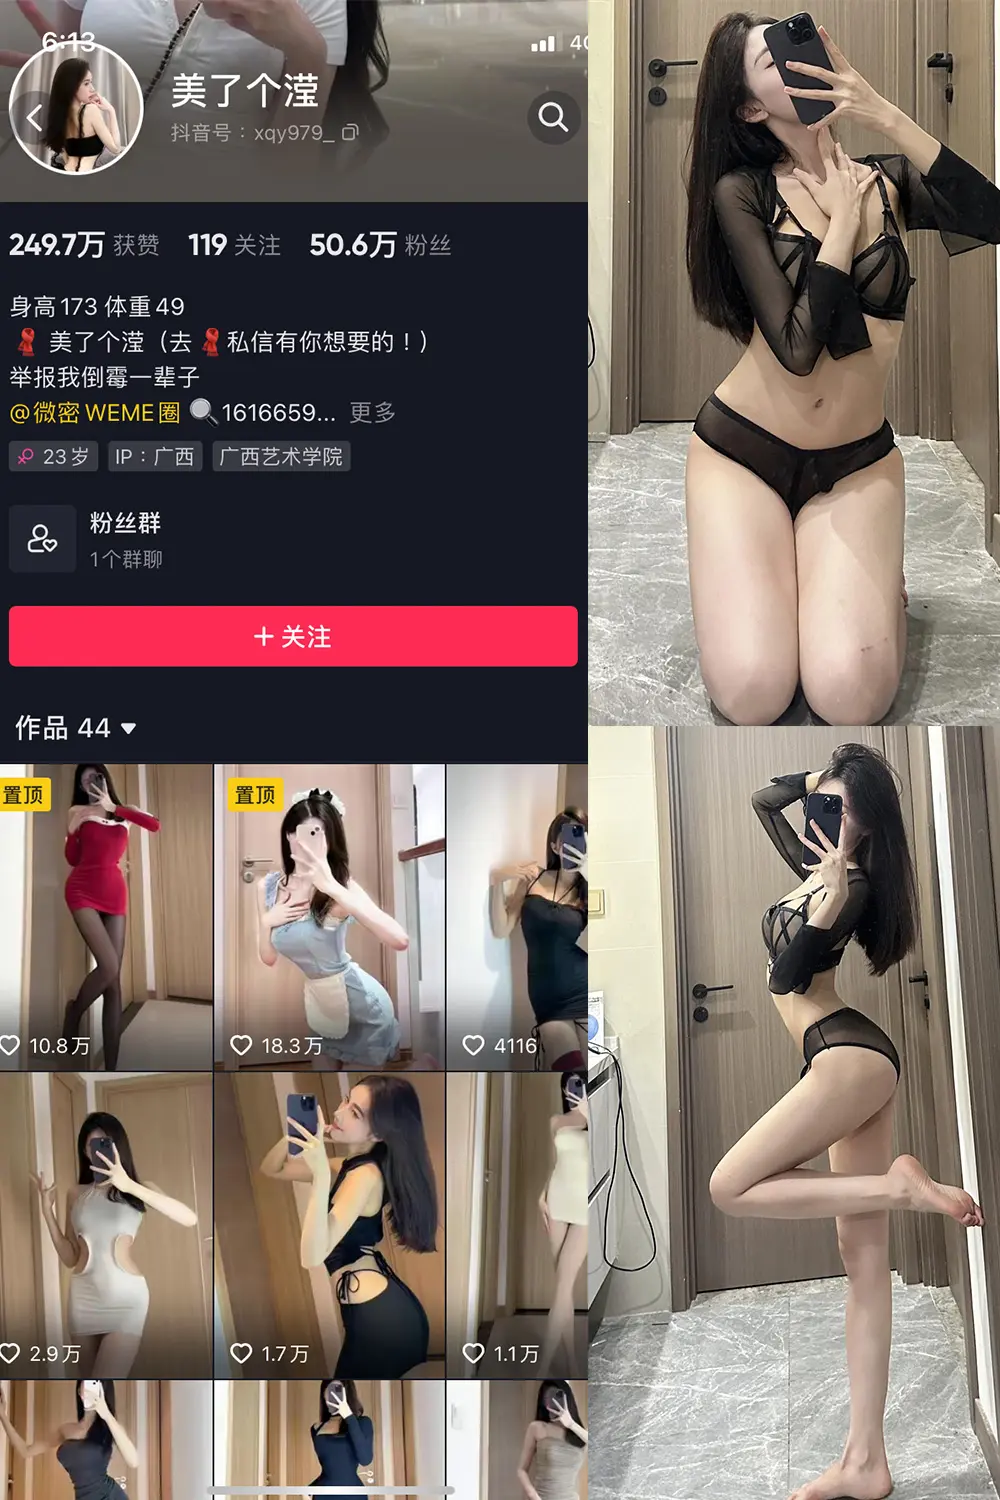 6:13
4G
美了个滢
抖音号：xqy979_
249.7万 获赞 119 关注 50.6万 粉丝
身高173 体重49
美了个滢（去 私信有你想要的！）
举报我倒霉一辈子
@微密 WEME圈 1616659... 更多
23岁 IP：广西 广西艺术学院
粉丝群
1个群聊
+ 关注
作品 44
置顶
置顶
10.8万
18.3万
4116
2.9万
1.7万
1.1万